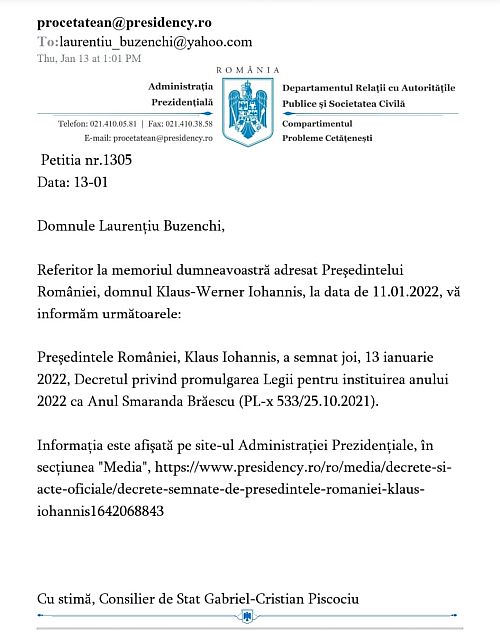 procetatean@presidency.ro
To:laurentiu_buzenchi@yahoo.com
Thu, Jan 13 at 1:01 PM
ROMÂNIA
Administrația
Prezidențială
Departamentul Relații cu Autoritățile
Publice și Societatea Civilă
Telefon: 021.410.05.81 | Fax: 021.410.38.58
E-mail: procetatean@presidency.ro
Compartimentul
Probleme Cetățenești
Petitia nr.1305
Data: 13-01
Domnule Laurențiu Buzenchi,
Referitor la memoriul dumneavoastră adresat Președintelui
României, domnul Klaus-Werner Iohannis, la data de 11.01.2022, vă
informăm următoarele:
Președintele României, Klaus Iohannis, a semnat joi, 13 ianuarie
2022, Decretul privind promulgarea Legii pentru instituirea anului
2022 ca Anul Smaranda Brăescu (PL-x 533/25.10.2021).
Informația este afișată pe site-ul Administrației Prezidențiale, în
secțiunea "Media", https://www.presidency.ro/ro/media/decrete-si-
acte-oficiale/decrete-semnate-de-presedintele-romaniei-klaus-
iohannis1642068843
Cu stimă, Consilier de Stat Gabriel-Cristian Piscociu